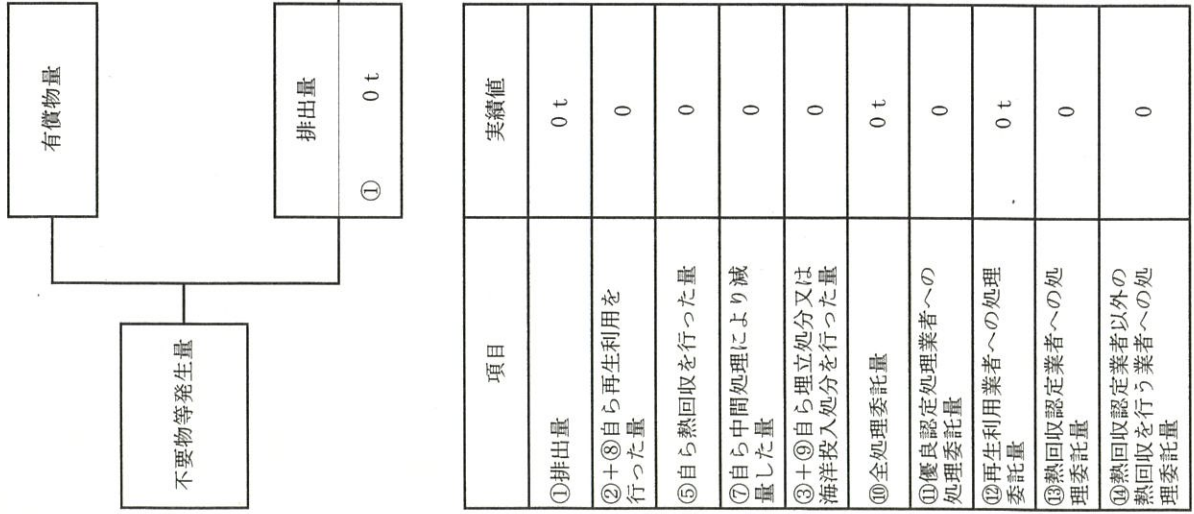 有償物量
不要物等発生量
排出量
① 0 t
項目 実績値
①排出量 0 t
②+⑧自ら再生利用を
行った量 0
⑤自ら熱回収を行った量 0
⑦自ら中間処理により減
量した量 0
③+⑨自ら埋立処分又は
海洋投入処分を行った量 0
⑩全処理委託量 0 t
⑪優良認定処理業者への
処理委託量 0
⑫再生利用業者への処理
委託量 0 t
⑬熱回収認定業者への処
理委託量 0
⑭熱回収認定業者以外の
熱回収を行う業者への処
理委託量 0